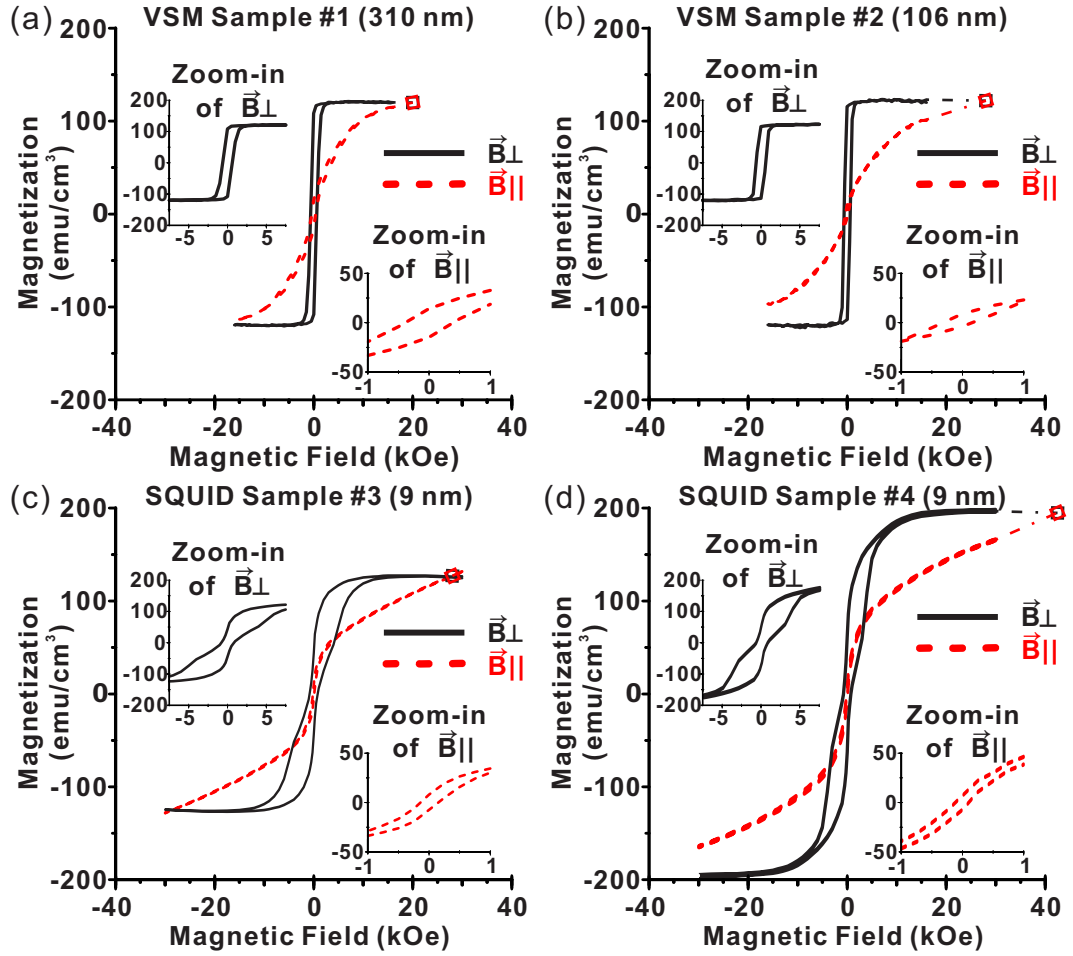 (a) VSM Sample #1 (310 nm)
200
100
0
-100
-200
-40 -20 0 20 40
Magnetization
(emu/cm³)
Magnetic Field (kOe)
Zoom-in
of B⊥
200
100
0
-100
-200
-5 0 5
B⊥
B||
Zoom-in
of B||
50
0
-50
-1 0 1
(b) VSM Sample #2 (106 nm)
200
100
0
-100
-200
-40 -20 0 20 40
Magnetization
(emu/cm³)
Magnetic Field (kOe)
Zoom-in
of B⊥
200
100
0
-100
-200
-5 0 5
B⊥
B||
Zoom-in
of B||
50
0
-50
-1 0 1
(c) SQUID Sample #3 (9 nm)
200
100
0
-100
-200
-40 -20 0 20 40
Magnetization
(emu/cm³)
Magnetic Field (kOe)
Zoom-in
of B⊥
200
100
0
-100
-200
-5 0 5
B⊥
B||
Zoom-in
of B||
50
0
-50
-1 0 1
(d) SQUID Sample #4 (9 nm)
200
100
0
-100
-200
-40 -20 0 20 40
Magnetization
(emu/cm³)
Magnetic Field (kOe)
Zoom-in
of B⊥
200
100
0
-100
-200
-5 0 5
B⊥
B||
Zoom-in
of B||
50
0
-50
-1 0 1